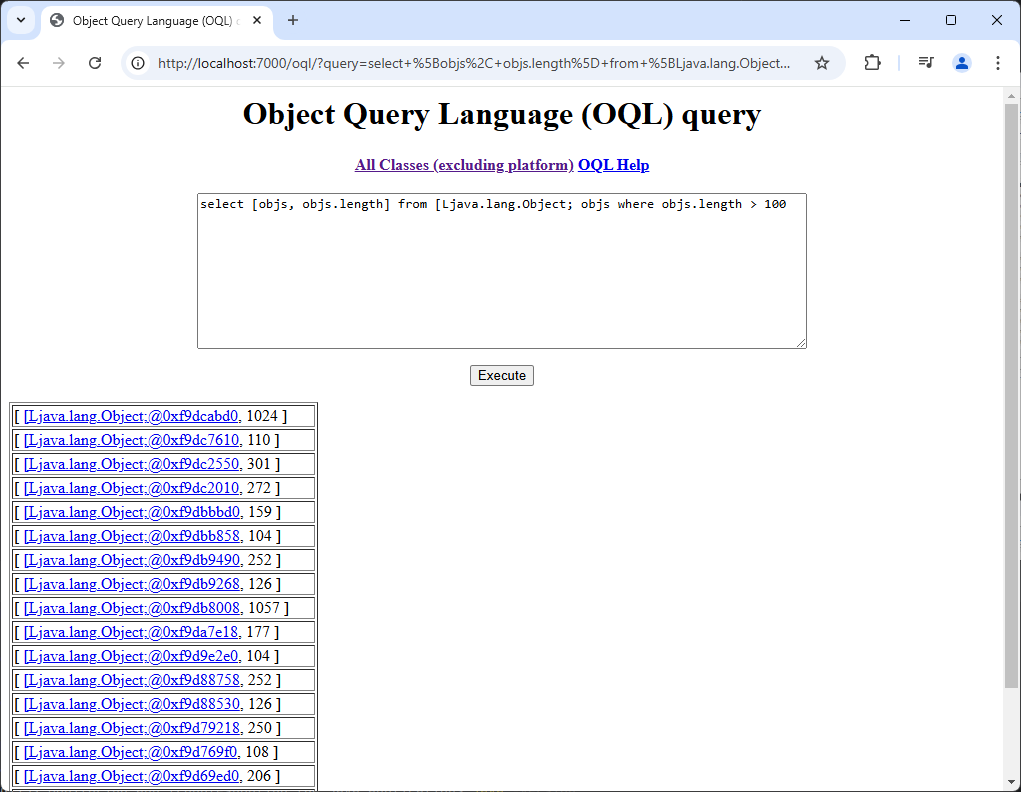 Object Query Language (OQL)
http://localhost:7000/oql/?query=select+%5Bobjs%2C+objs.length%5D+from+%5BLjava.lang.Object...
Object Query Language (OQL) query
All Classes (excluding platform) OQL Help
select [objs, objs.length] from [Ljava.lang.Object; objs where objs.length > 100
Execute
[ [Ljava.lang.Object;@0xf9dcabd0, 1024 ]
[ [Ljava.lang.Object;@0xf9dc7610, 110 ]
[ [Ljava.lang.Object;@0xf9dc2550, 301 ]
[ [Ljava.lang.Object;@0xf9dc2010, 272 ]
[ [Ljava.lang.Object;@0xf9dbbbd0, 159 ]
[ [Ljava.lang.Object;@0xf9dbb858, 104 ]
[ [Ljava.lang.Object;@0xf9db9490, 252 ]
[ [Ljava.lang.Object;@0xf9db9268, 126 ]
[ [Ljava.lang.Object;@0xf9db8008, 1057 ]
[ [Ljava.lang.Object;@0xf9da7e18, 177 ]
[ [Ljava.lang.Object;@0xf9d9e2e0, 104 ]
[ [Ljava.lang.Object;@0xf9d88758, 252 ]
[ [Ljava.lang.Object;@0xf9d88530, 126 ]
[ [Ljava.lang.Object;@0xf9d79218, 250 ]
[ [Ljava.lang.Object;@0xf9d769f0, 108 ]
[ [Ljava.lang.Object;@0xf9d69ed0, 206 ]